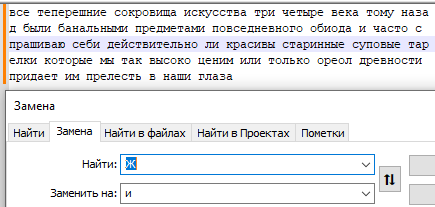 все теперешние сокровища искусства три четыре века тому наза
д были банальными предметами повседневного обиода и часто с
прашиваю себи действительно ли красивы старинные суповые тар
елки которые мы так высоко ценим или только ореол древности
придает им прелесть в наши глаза
Замена
Найти Замена Найти в файлах Найти в Проектах Пометки
Найти: Ж
Заменить на: и